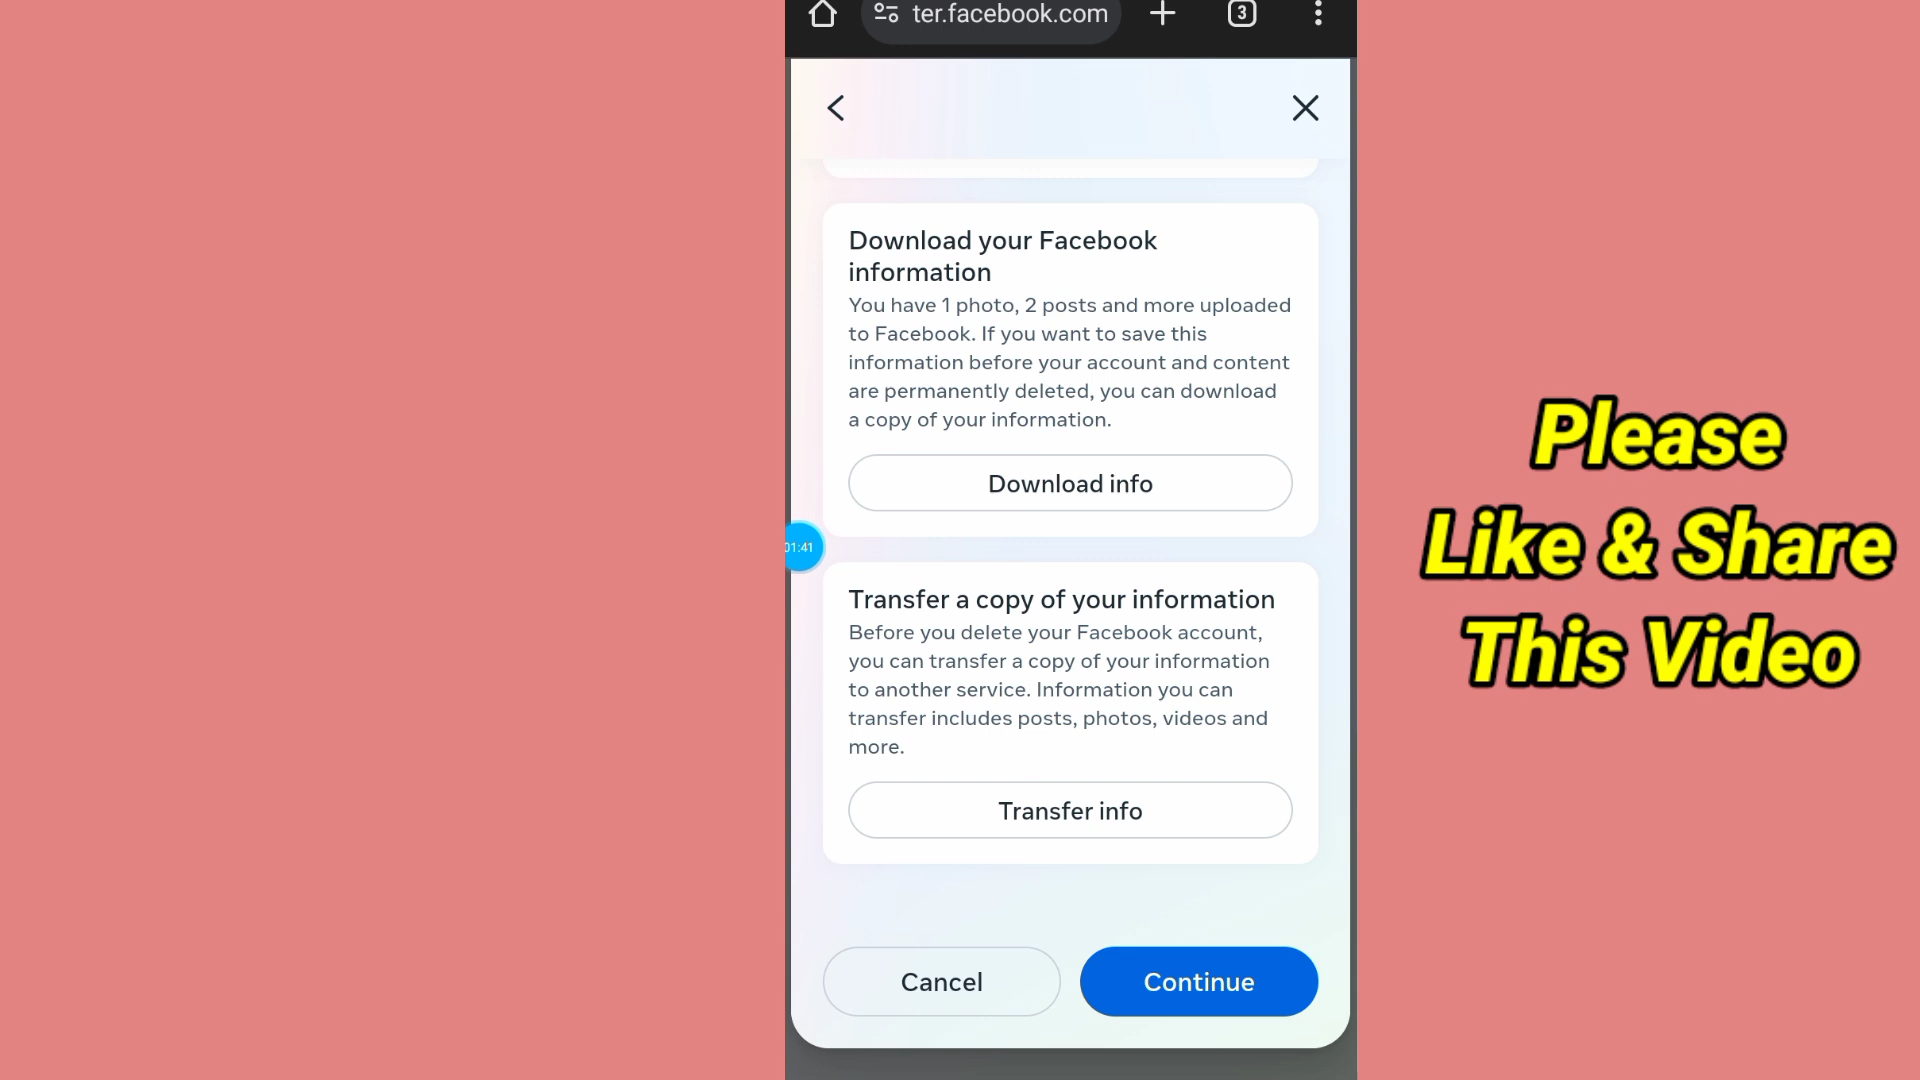 ter.facebook.com
3
Download your Facebook
information
You have 1 photo, 2 posts and more uploaded
to Facebook. If you want to save this
information before your account and content
are permanently deleted, you can download
a copy of your information.
Download info
01:41
Transfer a copy of your information
Before you delete your Facebook account,
you can transfer a copy of your information
to another service. Information you can
transfer includes posts, photos, videos and
more.
Transfer info
Cancel
Continue
Please
Like & Share
This Video